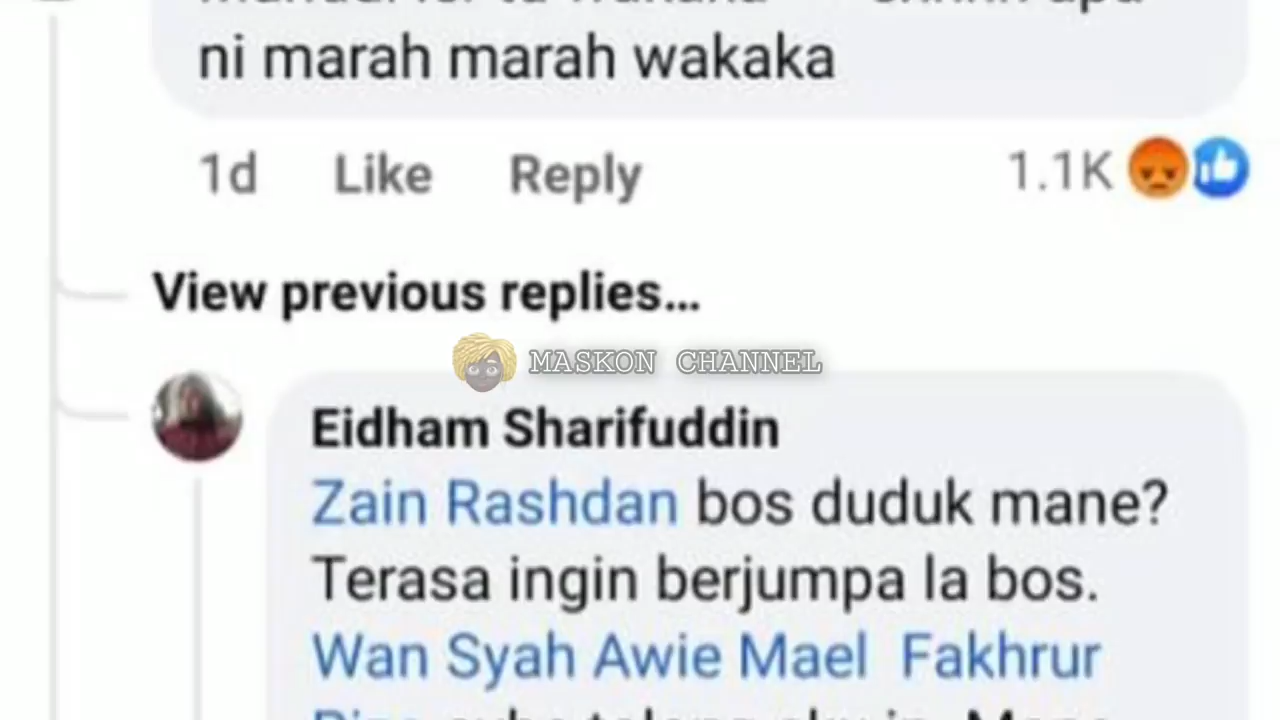 ni marah marah wakaka
1d Like Reply 1.1K
View previous replies...
MASKON CHANNEL
Eidham Sharifuddin
Zain Rashdan bos duduk mane?
Terasa ingin berjumpa la bos.
Wan Syah Awie Mael Fakhrur